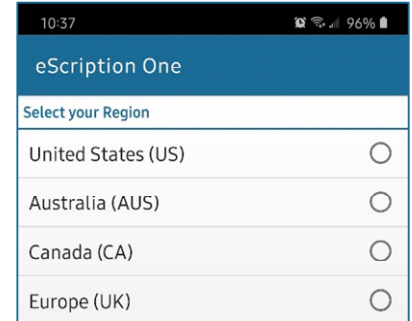 10:37
96%
eScription One
Select your Region
United States (US)
Australia (AUS)
Canada (CA)
Europe (UK)